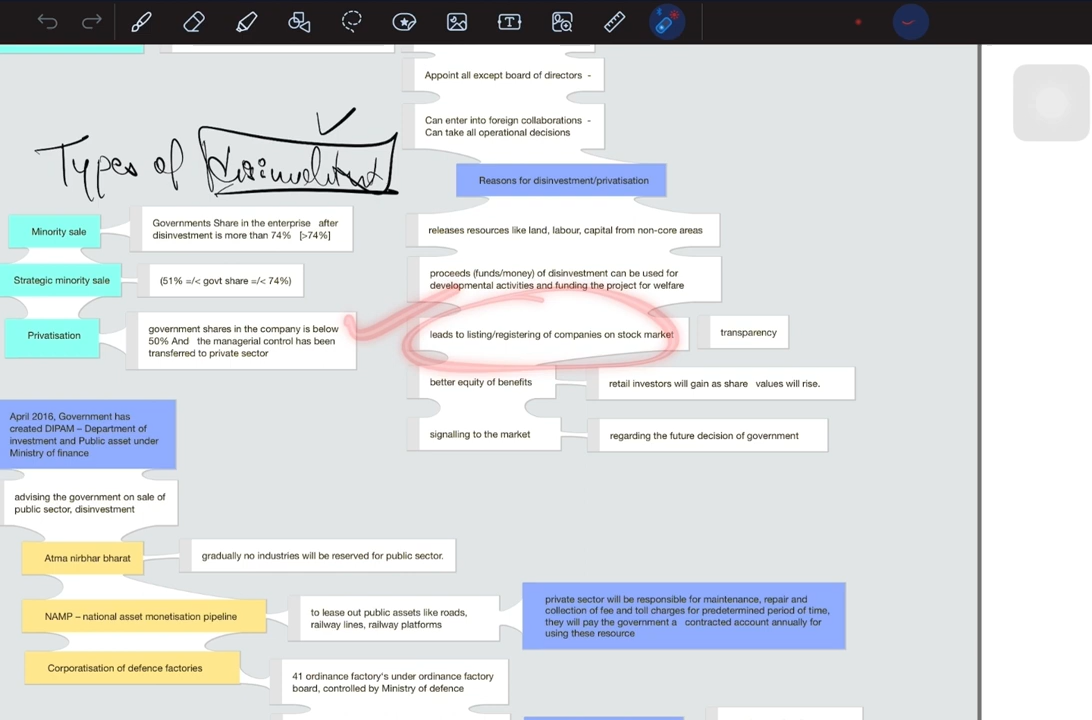 Appoint all except board of directors -
Can enter into foreign collaborations -
Can take all operational decisions
Types of disinvestment
Reasons for disinvestment/privatisation
Minority sale
Governments Share in the enterprise after
disinvestment is more than 74% [>74%]
Strategic minority sale
(51% =/< govt share =/< 74%)
Privatisation
government shares in the company is below
50% And the managerial control has been
transferred to private sector
releases resources like land, labour, capital from non-core areas
proceeds (funds/money) of disinvestment can be used for
developmental activities and funding the project for welfare
leads to listing/registering of companies on stock market
transparency
better equity of benefits
retail investors will gain as share values will rise.
signalling to the market
regarding the future decision of government
April 2016, Government has
created DIPAM – Department of
investment and Public asset under
Ministry of finance
advising the government on sale of
public sector, disinvestment
Atma nirbhar bharat
gradually no industries will be reserved for public sector.
NAMP – national asset monetisation pipeline
to lease out public assets like roads,
railway lines, railway platforms
private sector will be responsible for maintenance, repair and
collection of fee and toll charges for predetermined period of time,
they will pay the government a contracted account annually for
using these resource
Corporatisation of defence factories
41 ordinance factory's under ordinance factory
board, controlled by Ministry of defence